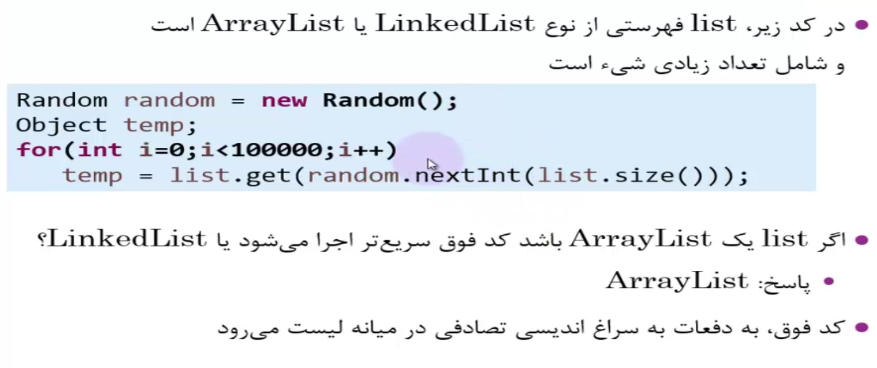 در کد زیر، list فهرستی از نوع LinkedList یا ArrayList است
و شامل تعداد زیادی شیء است
Random random = new Random();
Object temp;
for(int i=0;i<100000;i++)
temp = list.get(random.nextInt(list.size()));
اگر list یک ArrayList باشد کد فوق سریع‌تر اجرا می‌شود یا LinkedList؟
پاسخ: ArrayList
کد فوق، به دفعات به سراغ اندیسی تصادفی در میانه لیست می‌رود